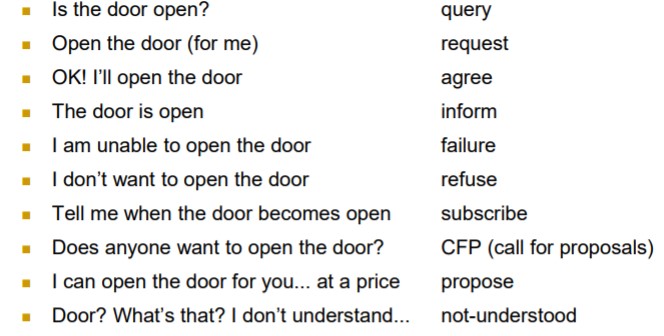 Is the door open? query
Open the door (for me) request
OK! I'll open the door agree
The door is open inform
I am unable to open the door failure
I don't want to open the door refuse
Tell me when the door becomes open subscribe
Does anyone want to open the door? CFP (call for proposals)
I can open the door for you... at a price propose
Door? What's that? I don't understand... not-understood